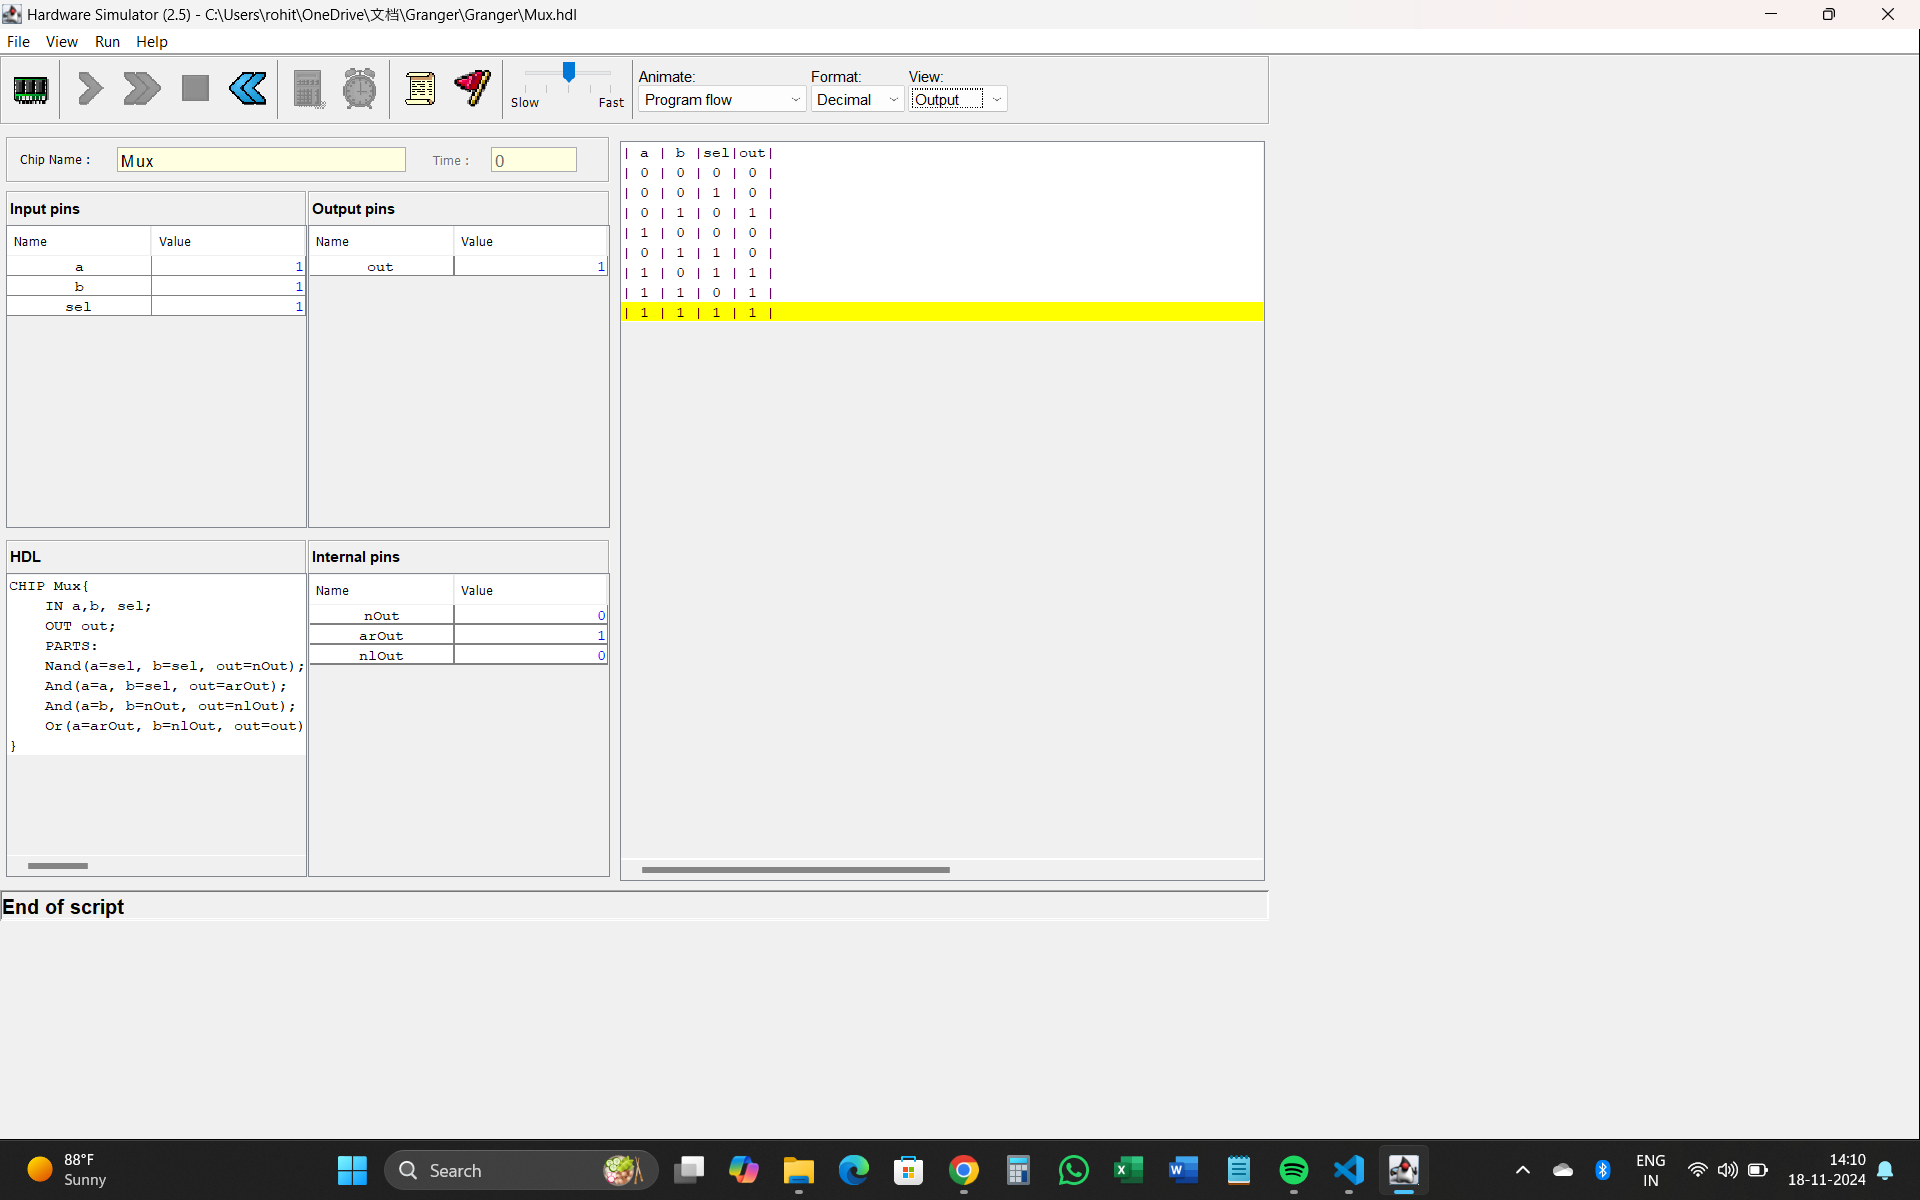 Hardware Simulator (2.5) - C:\Users\rohit\OneDrive\文档\Granger\Granger\Mux.hdl
File View Run Help
Slow Fast
Animate: Format: View:
Program flow Decimal Output
Chip Name : Mux Time : 0
Input pins
Name Value
a 1
b 1
sel 1
Output pins
Name Value
out 1
HDL
CHIP Mux{
    IN a,b, sel;
    OUT out;
    PARTS:
    Nand(a=sel, b=sel, out=nOut);
    And(a=a, b=sel, out=arOut);
    And(a=b, b=nOut, out=nlOut);
    Or(a=arOut, b=nlOut, out=out)
}
Internal pins
Name Value
nOut 0
arOut 1
nlOut 0
| a | b |sel|out|
| 0 | 0 | 0 | 0 |
| 0 | 0 | 1 | 0 |
| 0 | 1 | 0 | 1 |
| 1 | 0 | 0 | 0 |
| 0 | 1 | 1 | 0 |
| 1 | 0 | 1 | 1 |
| 1 | 1 | 0 | 1 |
| 1 | 1 | 1 | 1 |
End of script
88°F
Sunny
Search
ENG
IN
14:10
18-11-2024